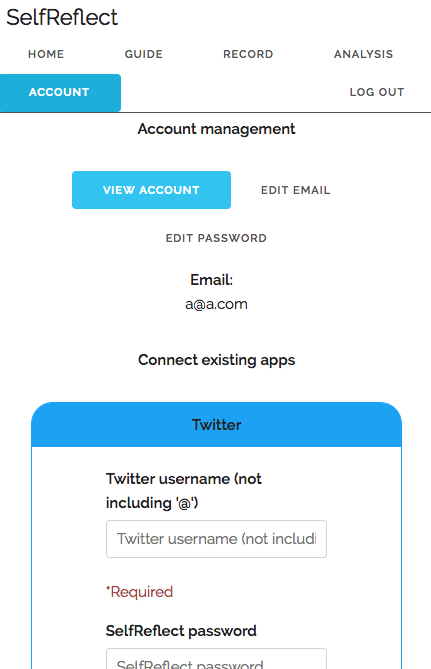 SelfReflect
HOME GUIDE RECORD ANALYSIS
ACCOUNT LOG OUT
Account management
VIEW ACCOUNT EDIT EMAIL
EDIT PASSWORD
Email:
a@a.com
Connect existing apps
Twitter
Twitter username (not
including '@')
Twitter username (not includi
*Required
SelfReflect password
SelfReflect password